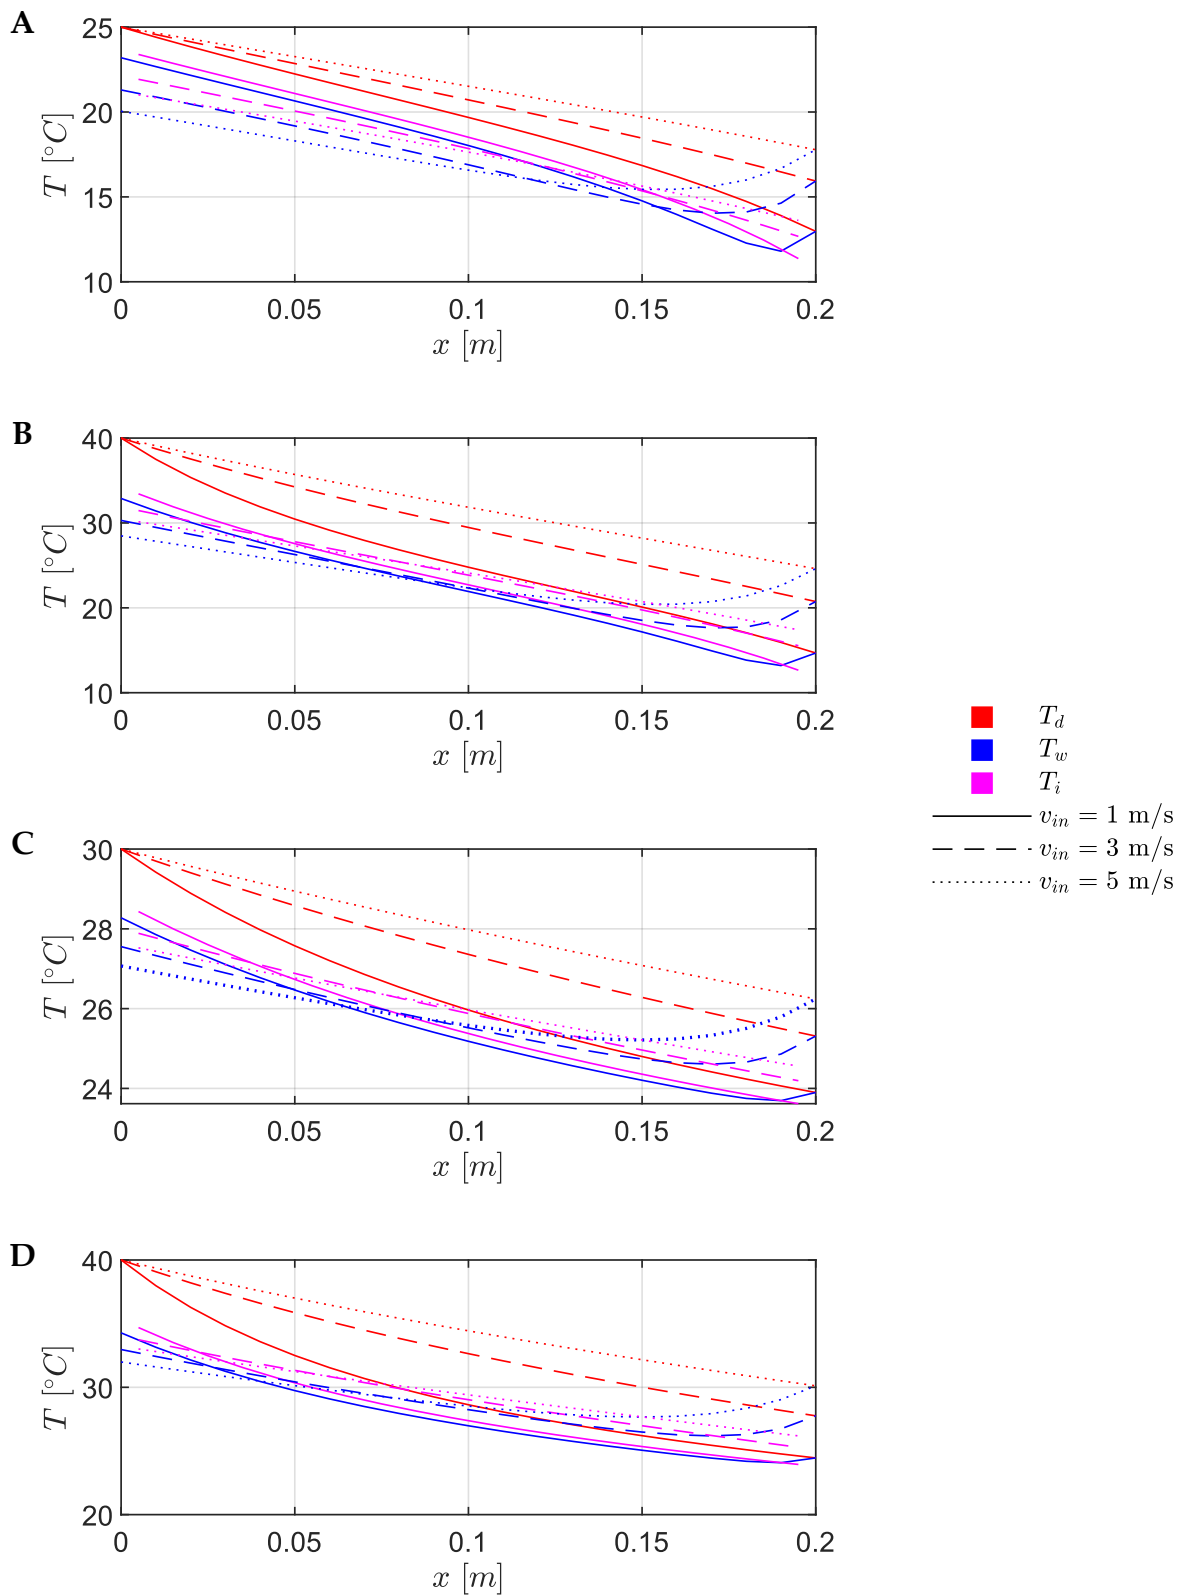 A
25
20
15
10
T [°C]
0 0.05 0.1 0.15 0.2
x [m]
B
40
30
20
10
T [°C]
0 0.05 0.1 0.15 0.2
x [m]
T_d
T_w
T_i
v_in = 1 m/s
v_in = 3 m/s
v_in = 5 m/s
C
30
28
26
24
T [°C]
0 0.05 0.1 0.15 0.2
x [m]
D
40
30
20
T [°C]
0 0.05 0.1 0.15 0.2
x [m]